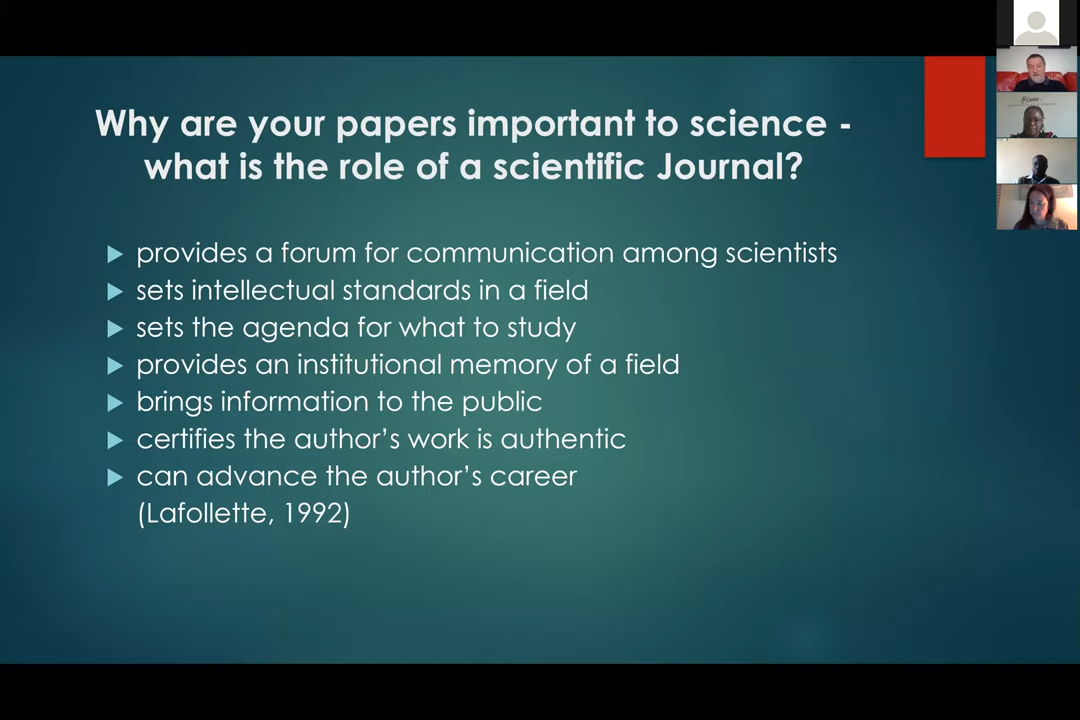 Why are your papers important to science -
what is the role of a scientific Journal?
provides a forum for communication among scientists
sets intellectual standards in a field
sets the agenda for what to study
provides an institutional memory of a field
brings information to the public
certifies the author's work is authentic
can advance the author's career
(Lafollette, 1992)